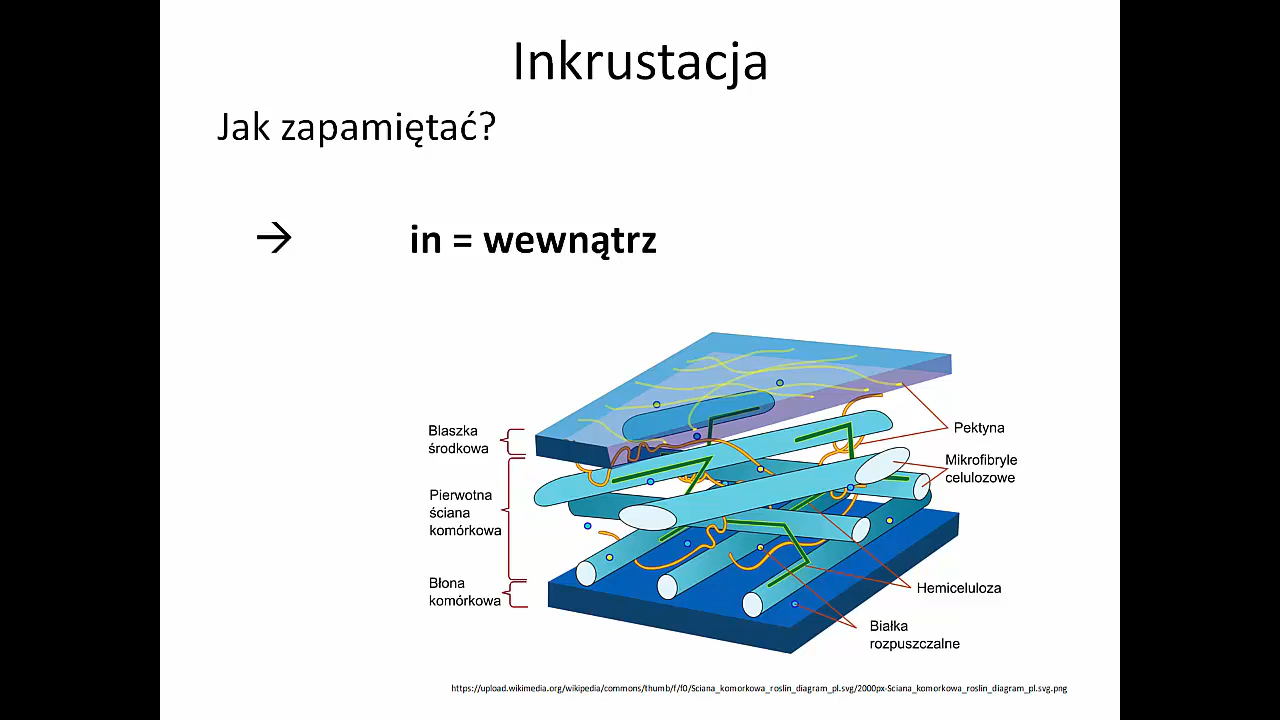 Inkrustacja
Jak zapamiętać?
→ in = wewnątrz
Blaszka
środkowa
Pierwotna
ściana
komórkowa
Błona
komórkowa
Pektyna
Mikrofibryle
celulozowe
Hemiceluloza
Białka
rozpuszczalne
https://upload.wikimedia.org/wikipedia/commons/thumb/f/f0/Sciana_komorkowa_roslin_diagram_pl.svg/2000px-Sciana_komorkowa_roslin_diagram_pl.svg.png